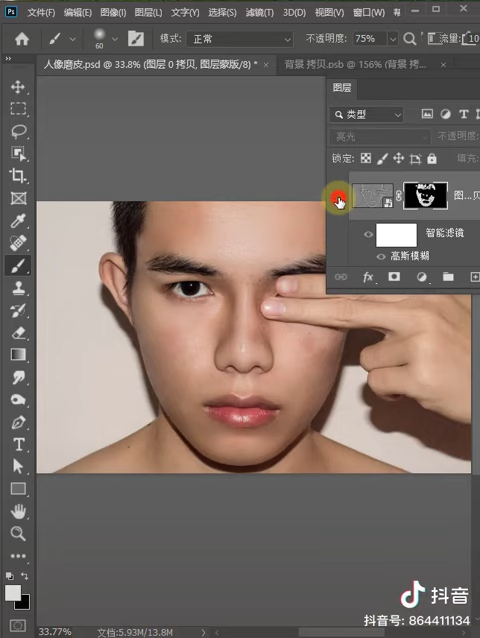 Ps 文件(F) 编辑(E) 图像(I) 图层(L) 文字(Y) 选择(S) 滤镜(T) 3D(D) 视图(V) 窗口(W)
60 模式: 正常 不透明度: 75% 流量: 10
人像磨皮.psd @ 33.8% (图层 0 拷贝, 图层蒙版/8) * × 背景 拷贝.psb @ 156% (背景 拷贝... ×
图层
类型
亮光 不透明度:
锁定: 填充:
图...贝
智能滤镜
高斯模糊
fx
33.77% 文档:5.93M/13.8M
抖音
抖音号: 864411134